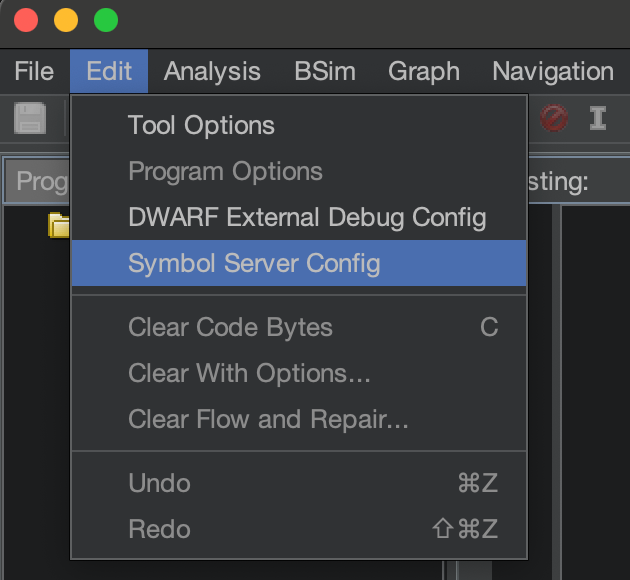 File Edit Analysis BSim Graph Navigation
Prog
sting:
Tool Options
Program Options
DWARF External Debug Config
Symbol Server Config
Clear Code Bytes C
Clear With Options...
Clear Flow and Repair...
Undo ⌘Z
Redo ⇧⌘Z